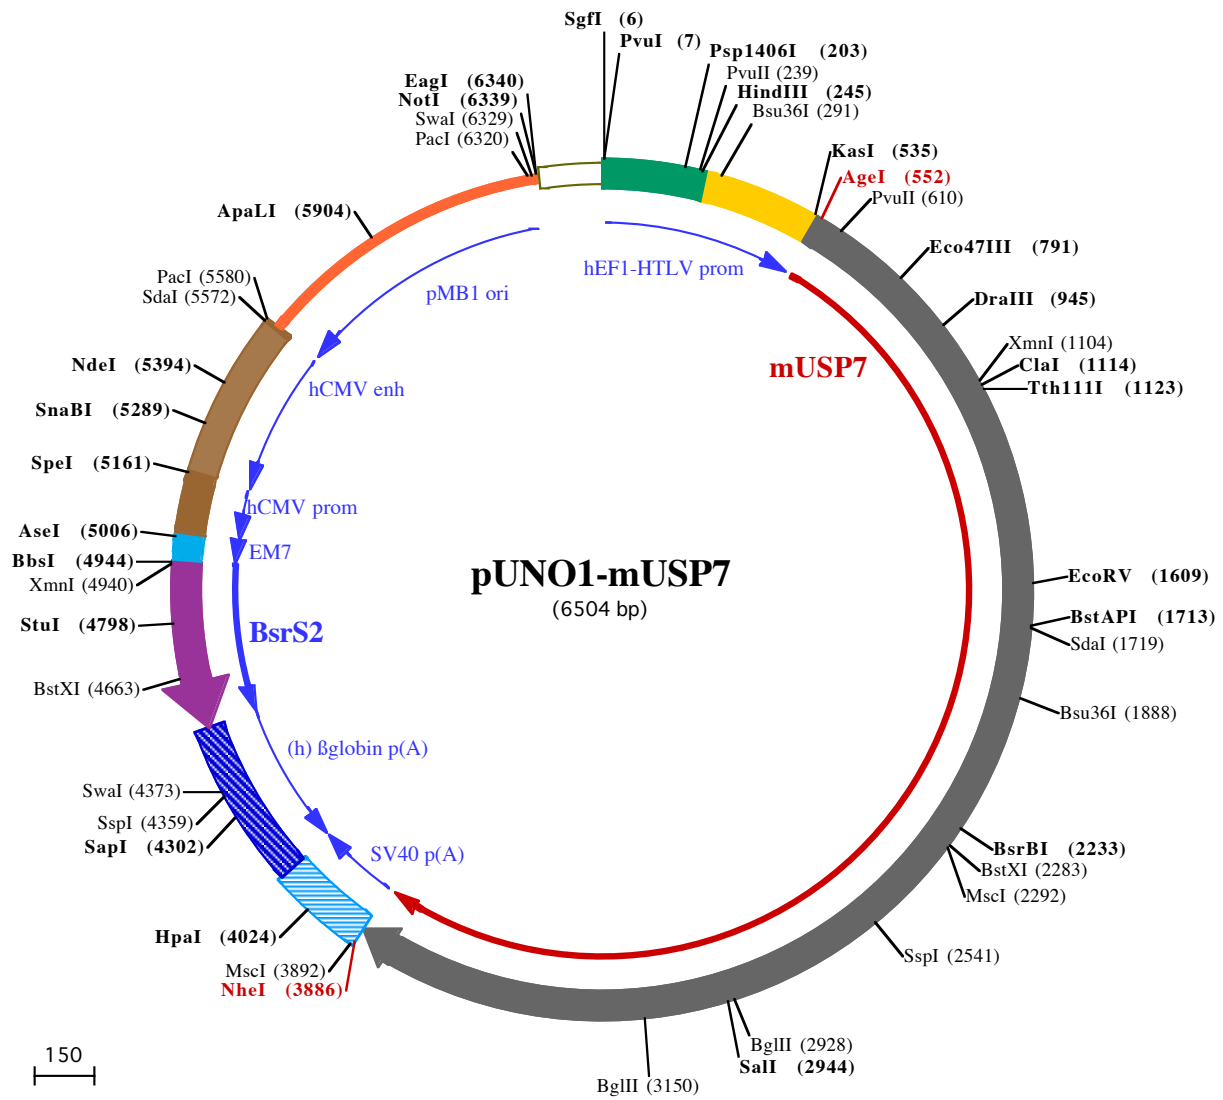 SgfI (6)
PvuI (7)
Psp1406I (203)
PvuII (239)
HindIII (245)
Bsu36I (291)
KasI (535)
AgeI (552)
PvuII (610)
Eco47III (791)
DraIII (945)
XmnI (1104)
ClaI (1114)
Tth111I (1123)
EcoRV (1609)
BstAPI (1713)
SdaI (1719)
Bsu36I (1888)
BsrBI (2233)
BstXI (2283)
MscI (2292)
SspI (2541)
BglII (2928)
SalI (2944)
BglII (3150)
NheI (3886)
MscI (3892)
HpaI (4024)
SapI (4302)
SspI (4359)
SwaI (4373)
BstXI (4663)
StuI (4798)
XmnI (4940)
BbsI (4944)
AseI (5006)
SpeI (5161)
SnaBI (5289)
NdeI (5394)
SdaI (5572)
PacI (5580)
ApaLI (5904)
PacI (6320)
SwaI (6329)
NotI (6339)
EagI (6340)
hEF1-HTLV prom
mUSP7
pMB1 ori
hCMV enh
hCMV prom
EM7
BsrS2
(h) ßglobin p(A)
SV40 p(A)
pUNO1-mUSP7
(6504 bp)
150